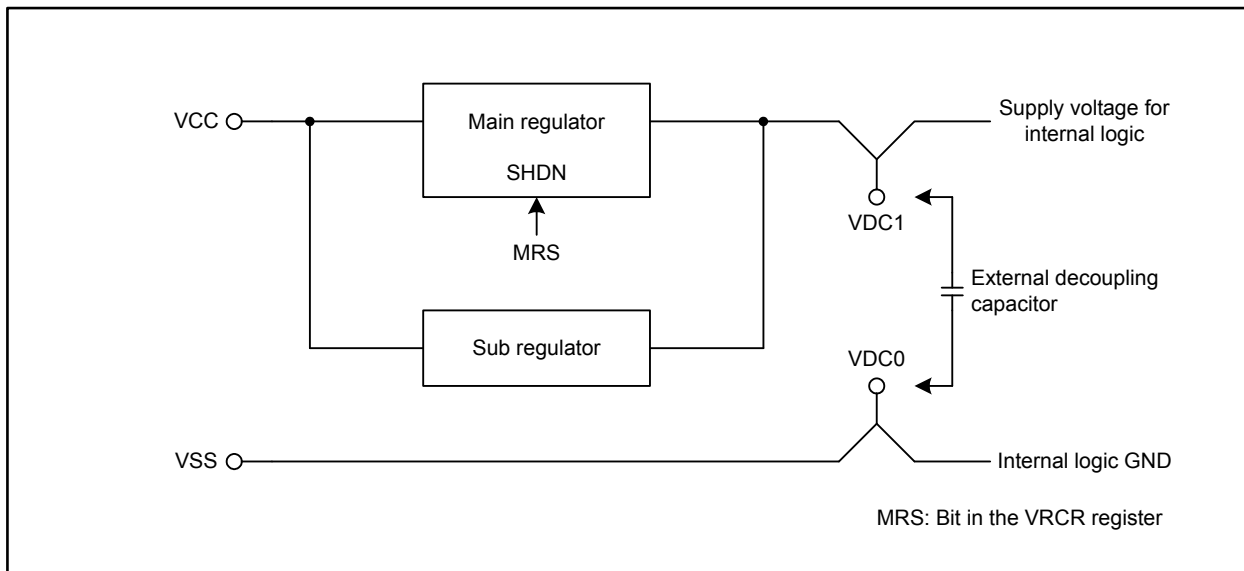 VCC
Main regulator
SHDN
MRS
Sub regulator
Supply voltage for
internal logic
VDC1
External decoupling
capacitor
VDC0
VSS
Internal logic GND
MRS: Bit in the VRCR register